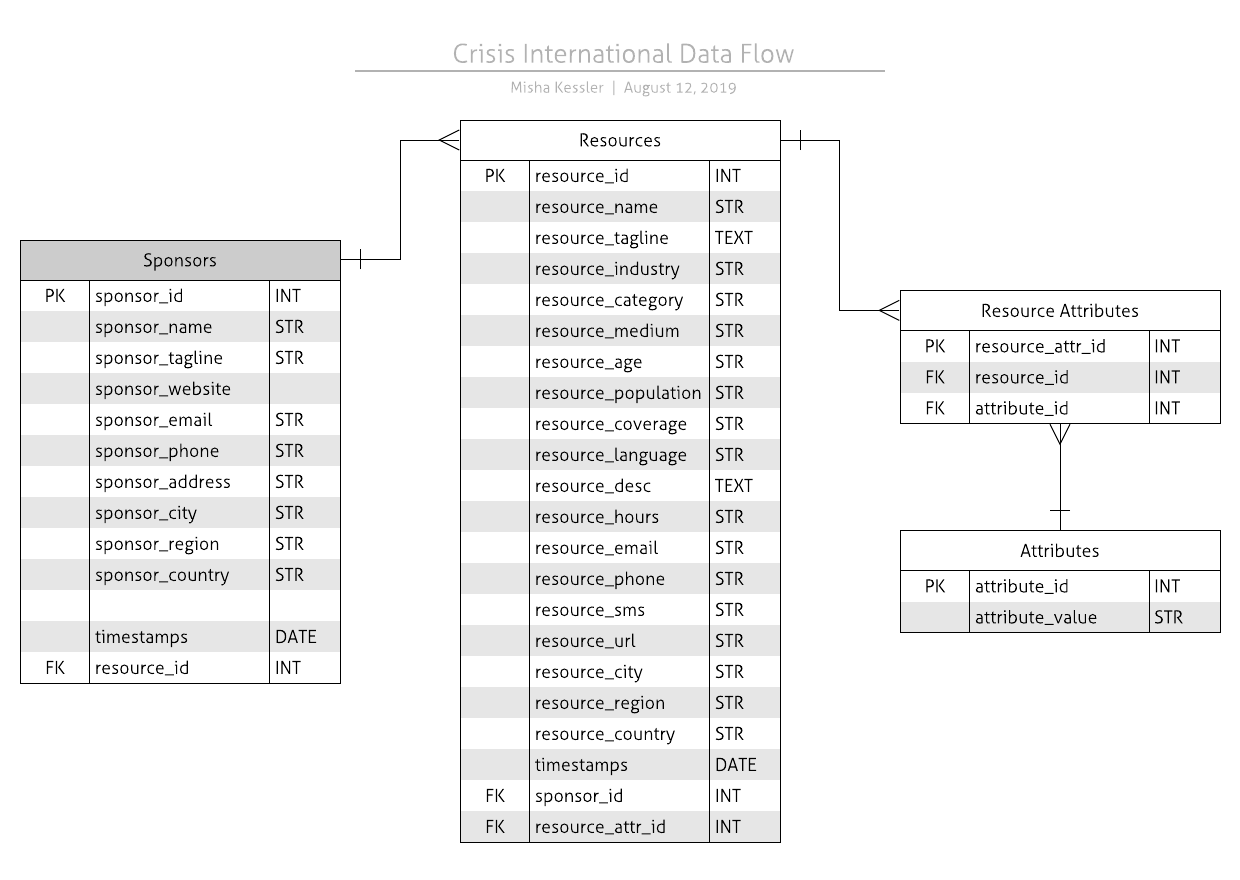 Crisis International Data Flow
Misha Kessler | August 12, 2019
Sponsors
PK sponsor_id INT
sponsor_name STR
sponsor_tagline STR
sponsor_website
sponsor_email STR
sponsor_phone STR
sponsor_address STR
sponsor_city STR
sponsor_region STR
sponsor_country STR
timestamps DATE
FK resource_id INT
Resources
PK resource_id INT
resource_name STR
resource_tagline TEXT
resource_industry STR
resource_category STR
resource_medium STR
resource_age STR
resource_population STR
resource_coverage STR
resource_language STR
resource_desc TEXT
resource_hours STR
resource_email STR
resource_phone STR
resource_sms STR
resource_url STR
resource_city STR
resource_region STR
resource_country STR
timestamps DATE
FK sponsor_id INT
FK resource_attr_id INT
Resource Attributes
PK resource_attr_id INT
FK resource_id INT
FK attribute_id INT
Attributes
PK attribute_id INT
attribute_value STR